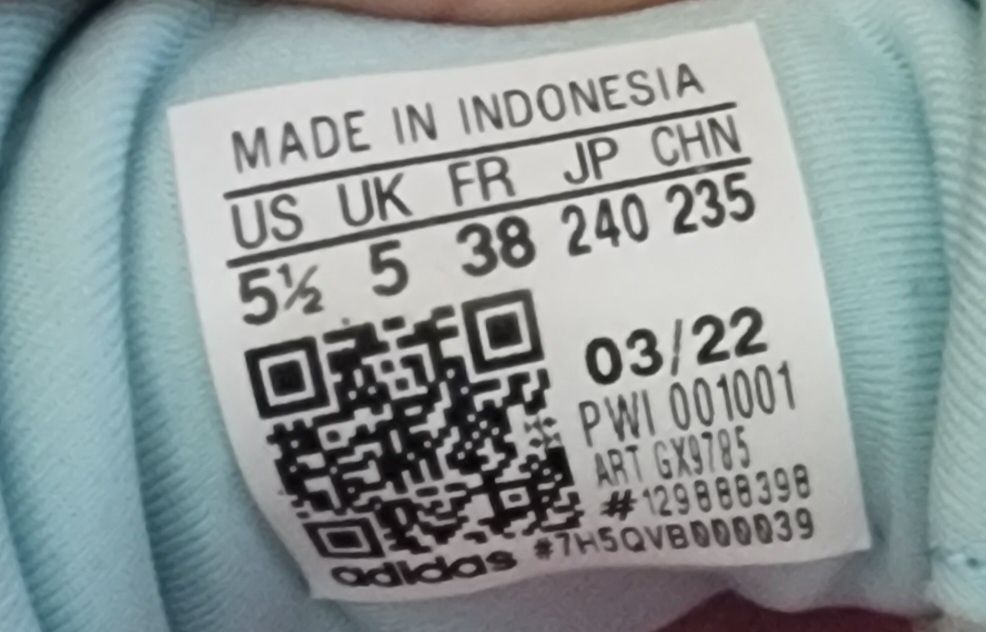 MADE IN INDONESIA
US UK FR JP CHN
5½ 5 38 240 235
03/22
PWI 001001
ART GX9785
#129888398
#7H5QVB000039
adidas